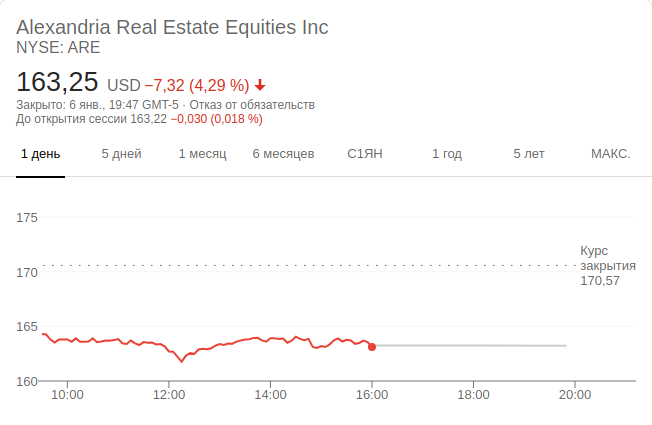 Alexandria Real Estate Equities Inc
NYSE: ARE
163,25 USD −7,32 (4,29 %)
Закрыто: 6 янв., 19:47 GMT-5 · Отказ от обязательств
До открытия сессии 163,22 −0,030 (0,018 %)
1 день 5 дней 1 месяц 6 месяцев С1ЯН 1 год 5 лет МАКС.
175
Курс
закрытия
170,57
170
165
160
10:00 12:00 14:00 16:00 18:00 20:00